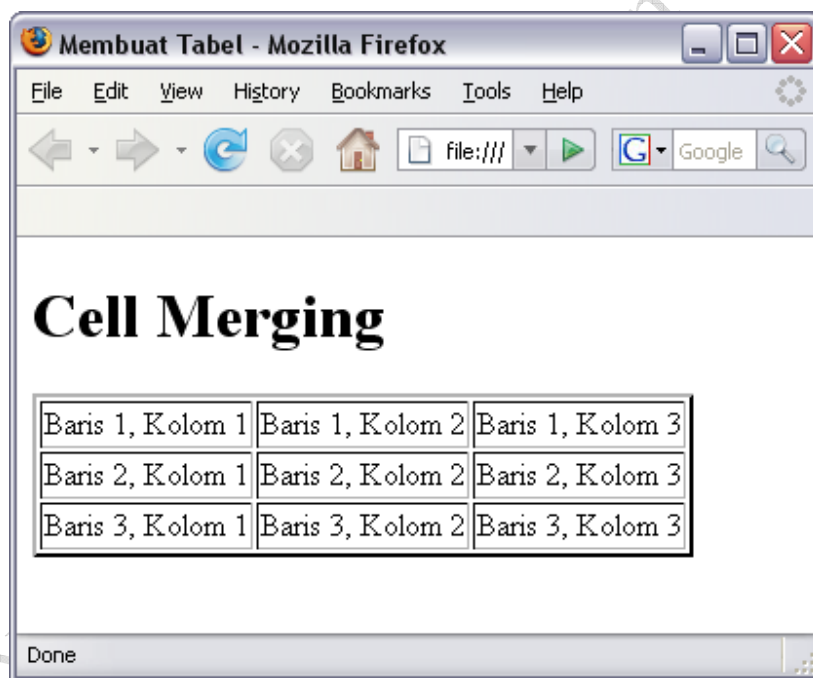 Membuat Tabel - Mozilla Firefox
File Edit View History Bookmarks Tools Help
file:/// G Google
Cell Merging
Baris 1, Kolom 1 Baris 1, Kolom 2 Baris 1, Kolom 3
Baris 2, Kolom 1 Baris 2, Kolom 2 Baris 2, Kolom 3
Baris 3, Kolom 1 Baris 3, Kolom 2 Baris 3, Kolom 3
Done